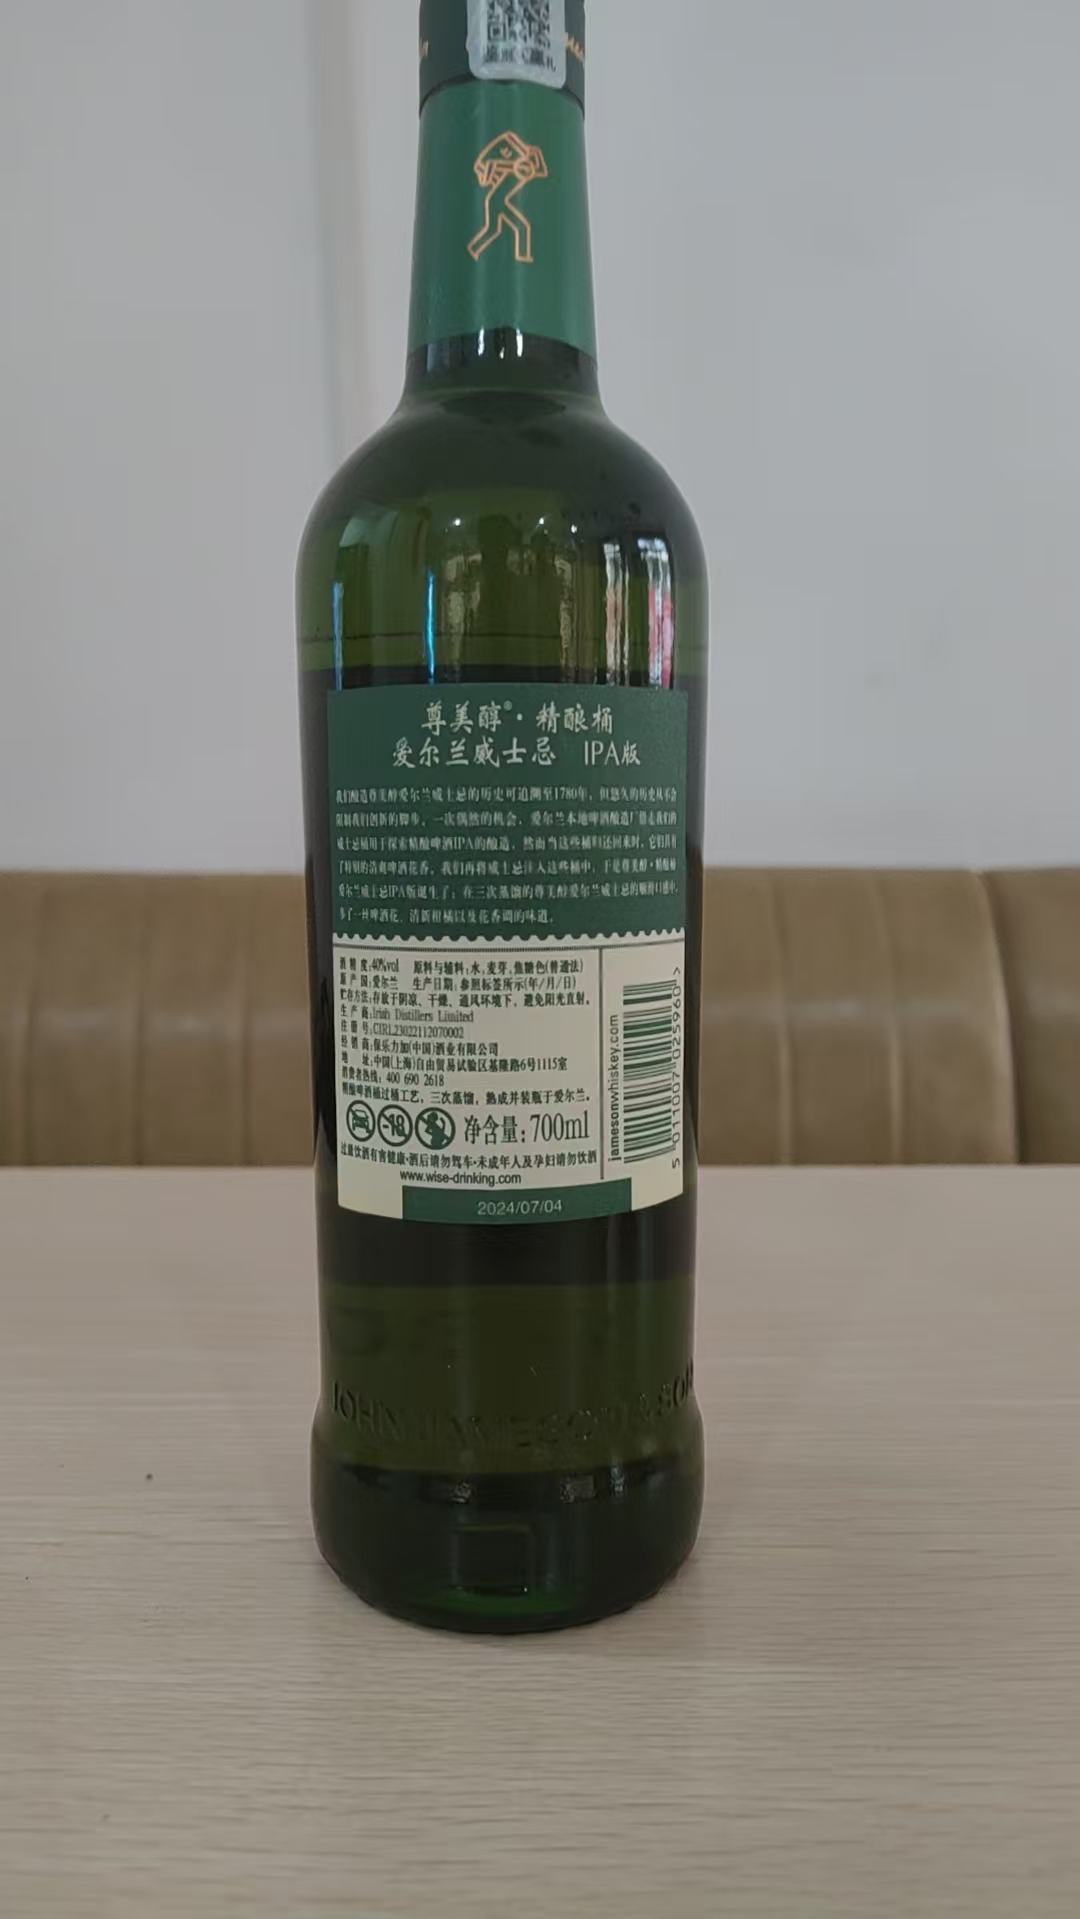 尊美醇®·精酿桶
爱尔兰威士忌 IPA版
我们酿造尊美醇爱尔兰威士忌的历史可追溯至1780年，但悠久的历史从不会
限制我们创新的脚步。一次偶然的机会，爱尔兰本地啤酒酿造厂借走我们的
威士忌桶用于探索精酿啤酒IPA的酿造，然而当这些桶归还回来时，它们具有
了特别的清爽啤酒花香。我们再将威士忌注入这些桶中，于是尊美醇·精酿桶
爱尔兰威士忌IPA版诞生了：在三次蒸馏的尊美醇爱尔兰威士忌的顺滑口感中，
多了一丝啤酒花、清新柑橘以及花香调的味道。
酒精度:40%vol 原料与辅料:水,麦芽,焦糖色(普通法)
原产国:爱尔兰 生产日期:参照标签所示(年/月/日)
贮存方法:存放于阴凉、干燥、通风环境下，避免阳光直射。
生产商:Irish Distillers Limited
注册号:CIRL23022112070002
经销商:保乐力加(中国)酒业有限公司
地址:中国(上海)自由贸易试验区基隆路6号1115室
消费者热线: 400 690 2618
精酿啤酒桶过桶工艺，三次蒸馏，熟成并装瓶于爱尔兰。
-18
净含量:700ml
过量饮酒有害健康·酒后请勿驾车·未成年人及孕妇请勿饮酒
www.wise-drinking.com
jamesonwhiskey.com
5 011007 025960 >
2024/07/04
JOHN JAMESON & SON